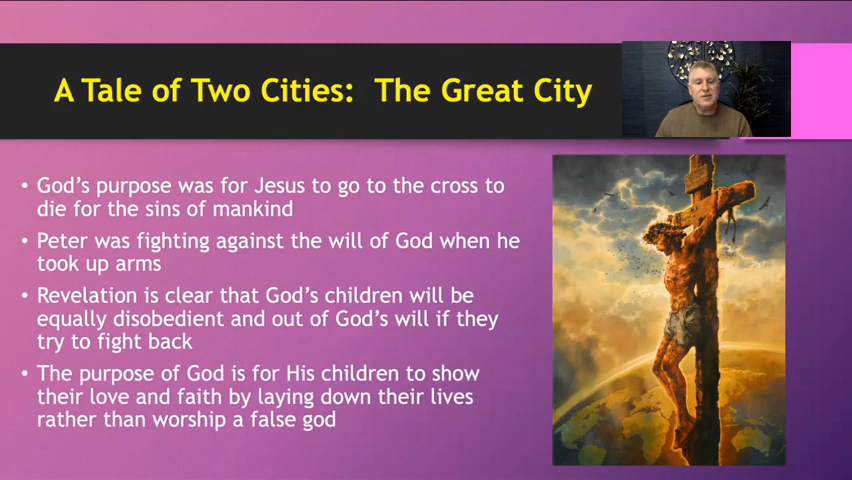 A Tale of Two Cities:  The Great City
• God's purpose was for Jesus to go to the cross to
die for the sins of mankind
• Peter was fighting against the will of God when he
took up arms
• Revelation is clear that God's children will be
equally disobedient and out of God's will if they
try to fight back
• The purpose of God is for His children to show
their love and faith by laying down their lives
rather than worship a false god